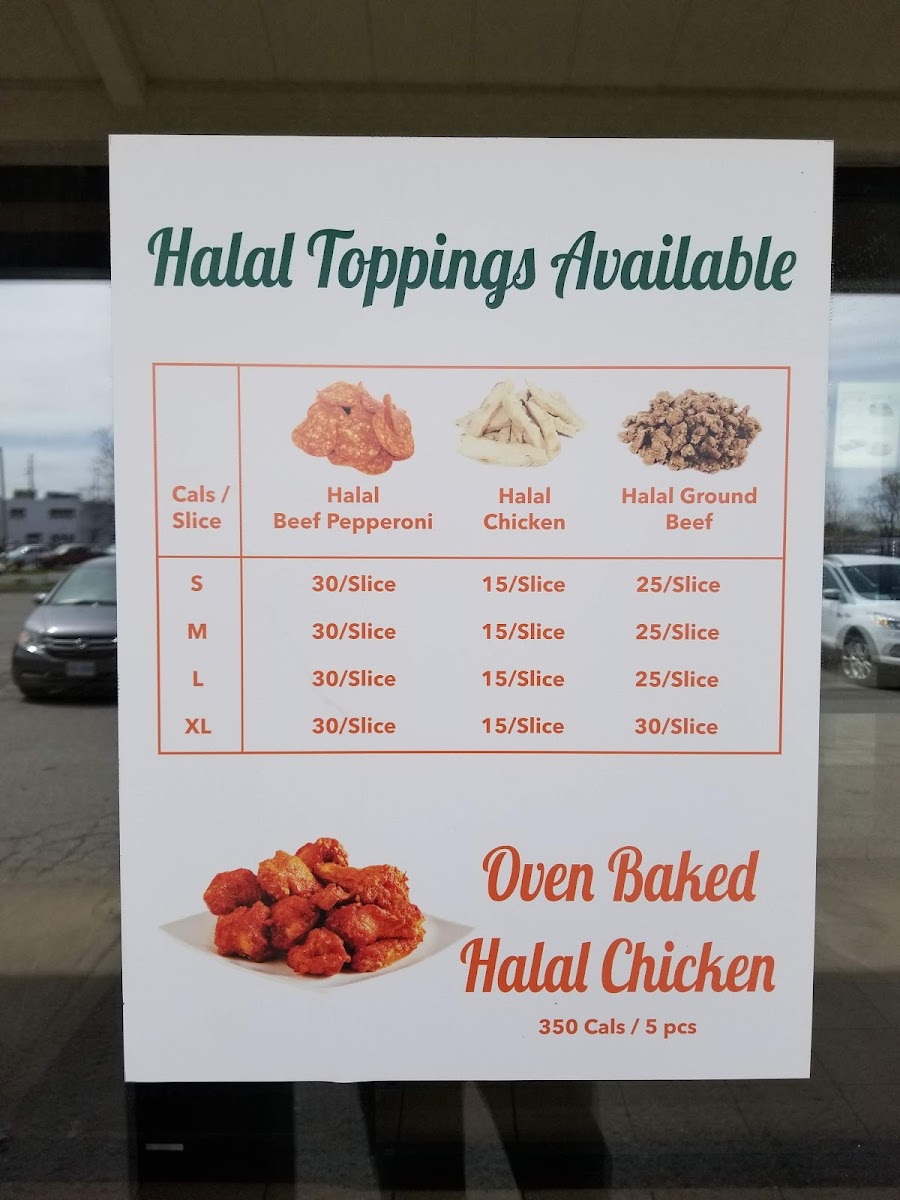 Halal Toppings Available
Cals /
Slice
Halal
Beef Pepperoni
Halal
Chicken
Halal Ground
Beef
S 30/Slice 15/Slice 25/Slice
M 30/Slice 15/Slice 25/Slice
L 30/Slice 15/Slice 25/Slice
XL 30/Slice 15/Slice 30/Slice
Oven Baked
Halal Chicken
350 Cals / 5 pcs